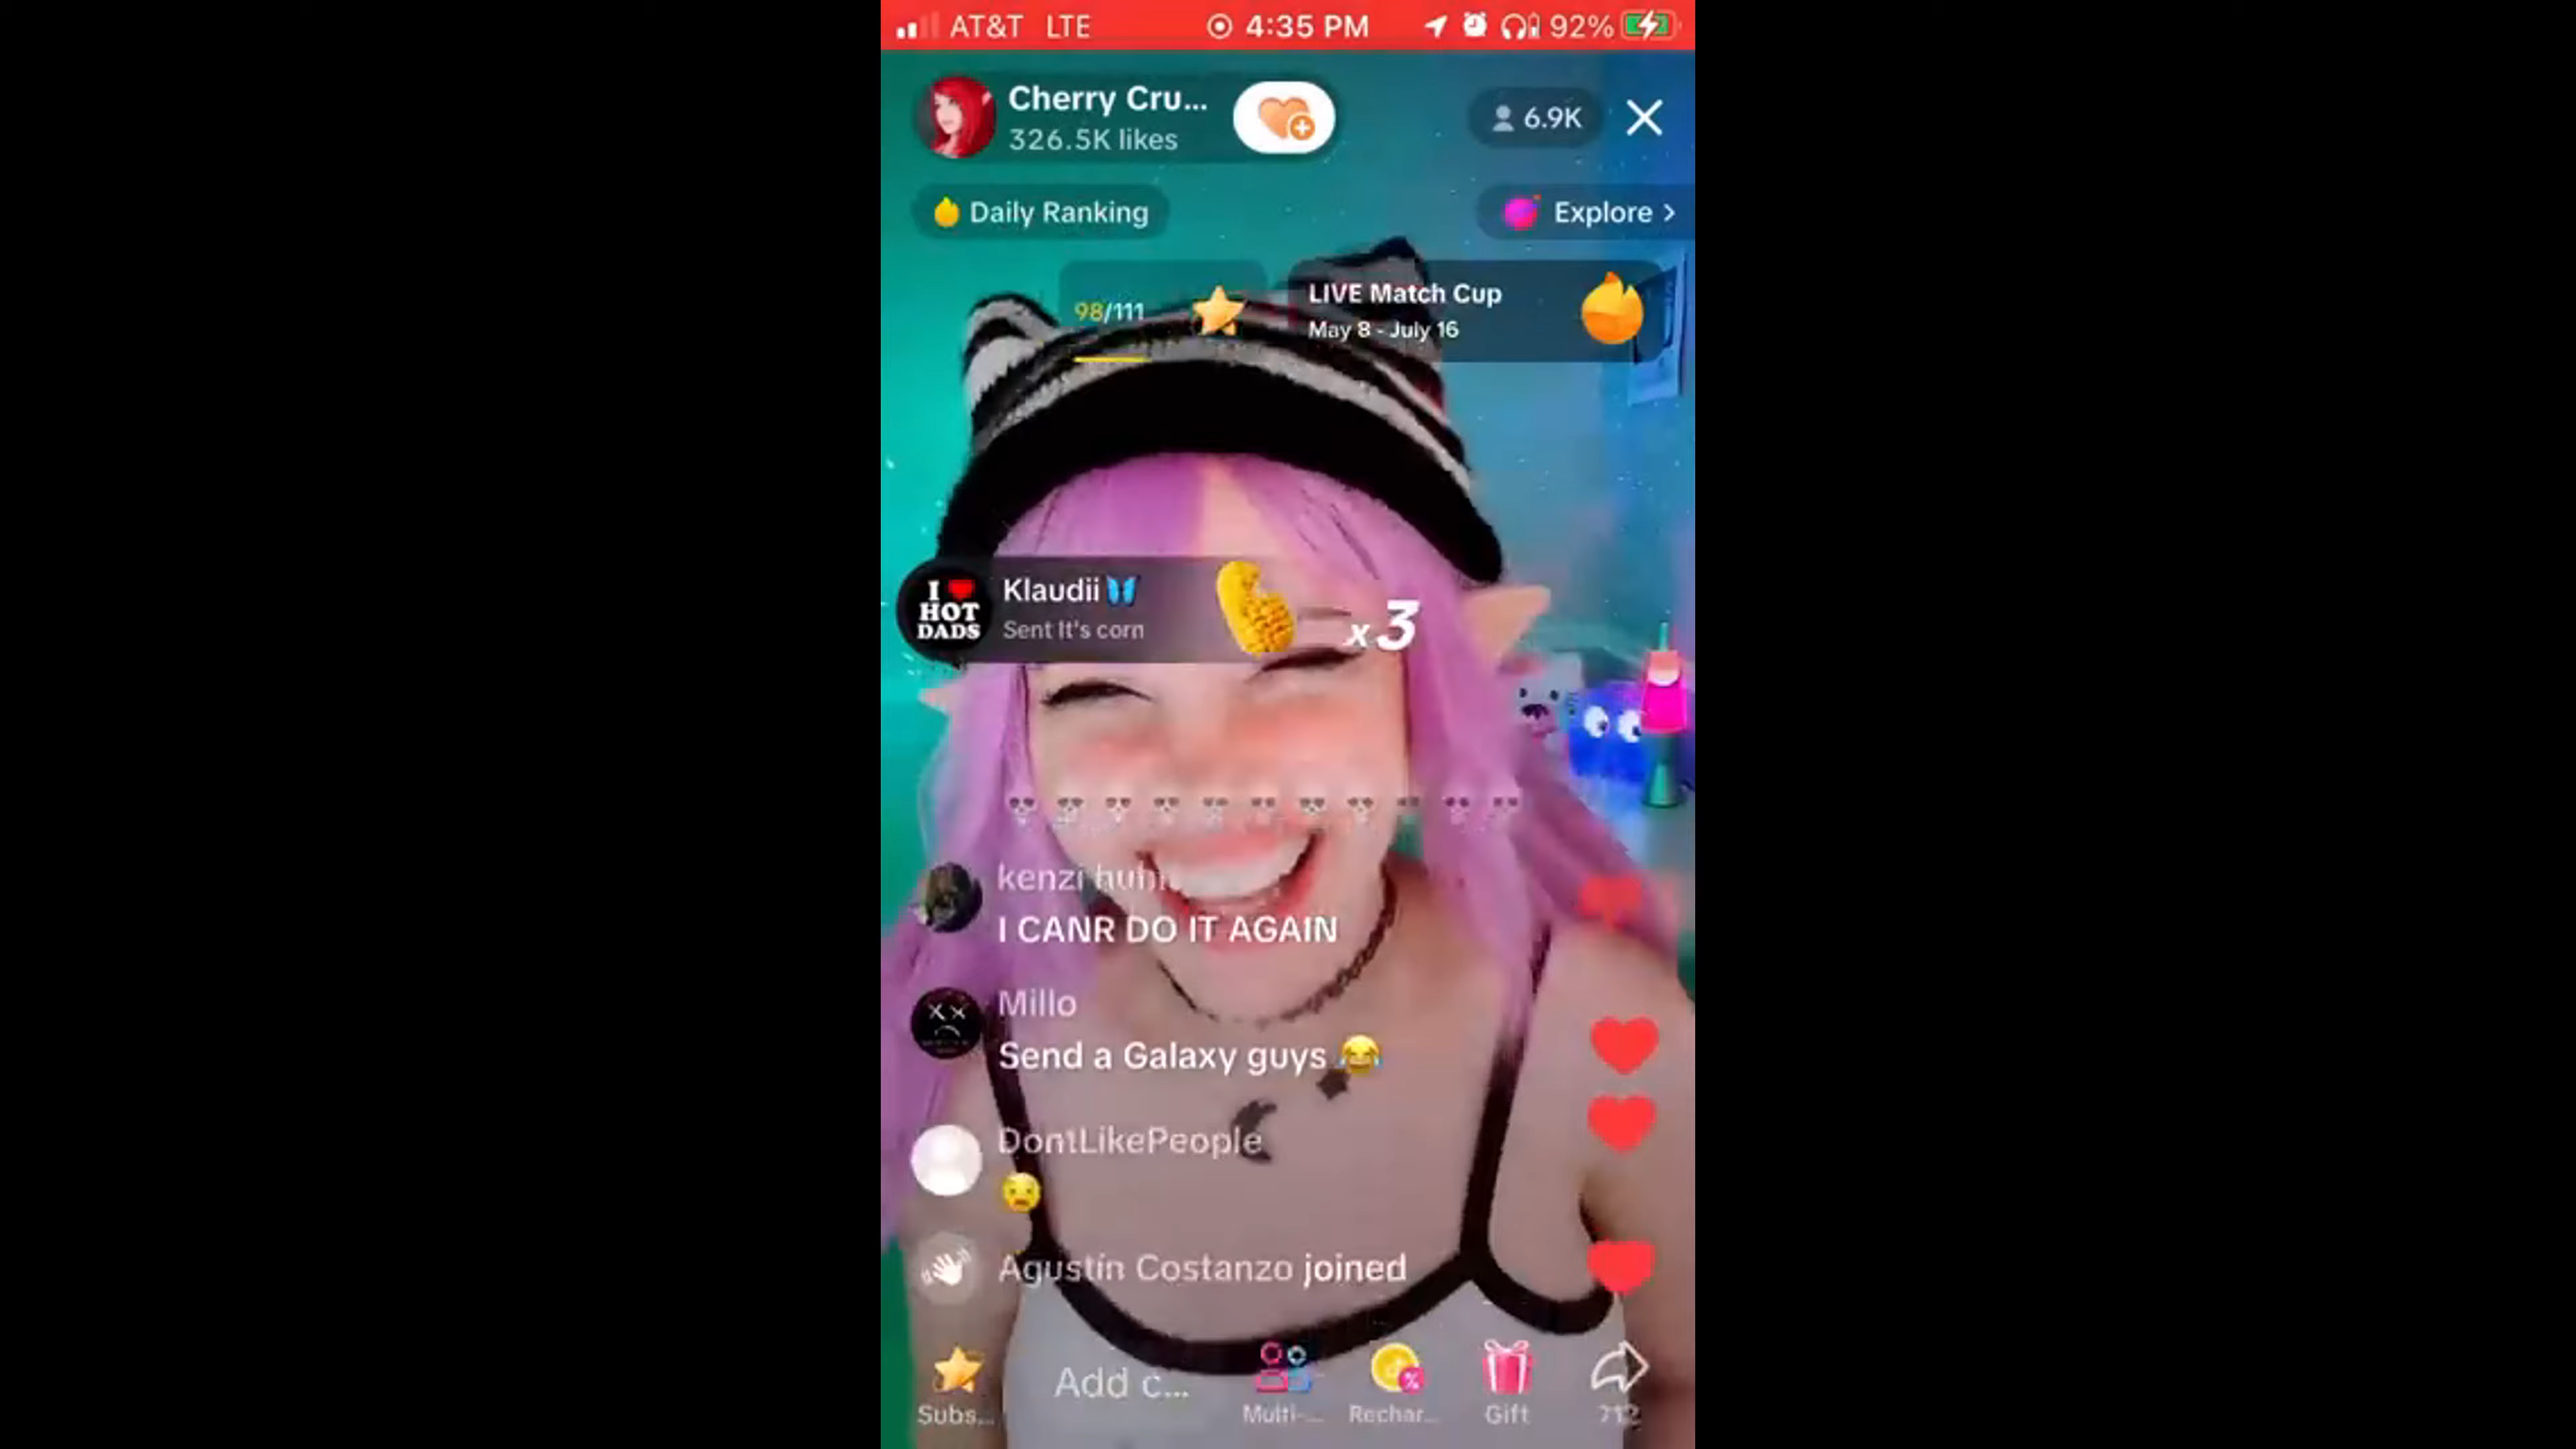 AT&T LTE 4:35 PM 92%
Cherry Cru...
326.5K likes
6.9K
Daily Ranking
Explore >
98/111
LIVE Match Cup
May 8 - July 16
I ❤️ HOT DADS
Klaudii🦋
Sent It's corn
x3
💀💀💀💀💀💀💀💀💀💀💀
kenzi
I CANR DO IT AGAIN
Millo
Send a Galaxy guys 😂
DontLikePeople
Agustín Costanzo joined
Subs...
Add c...
Multi-...
Rechar...
Gift
712